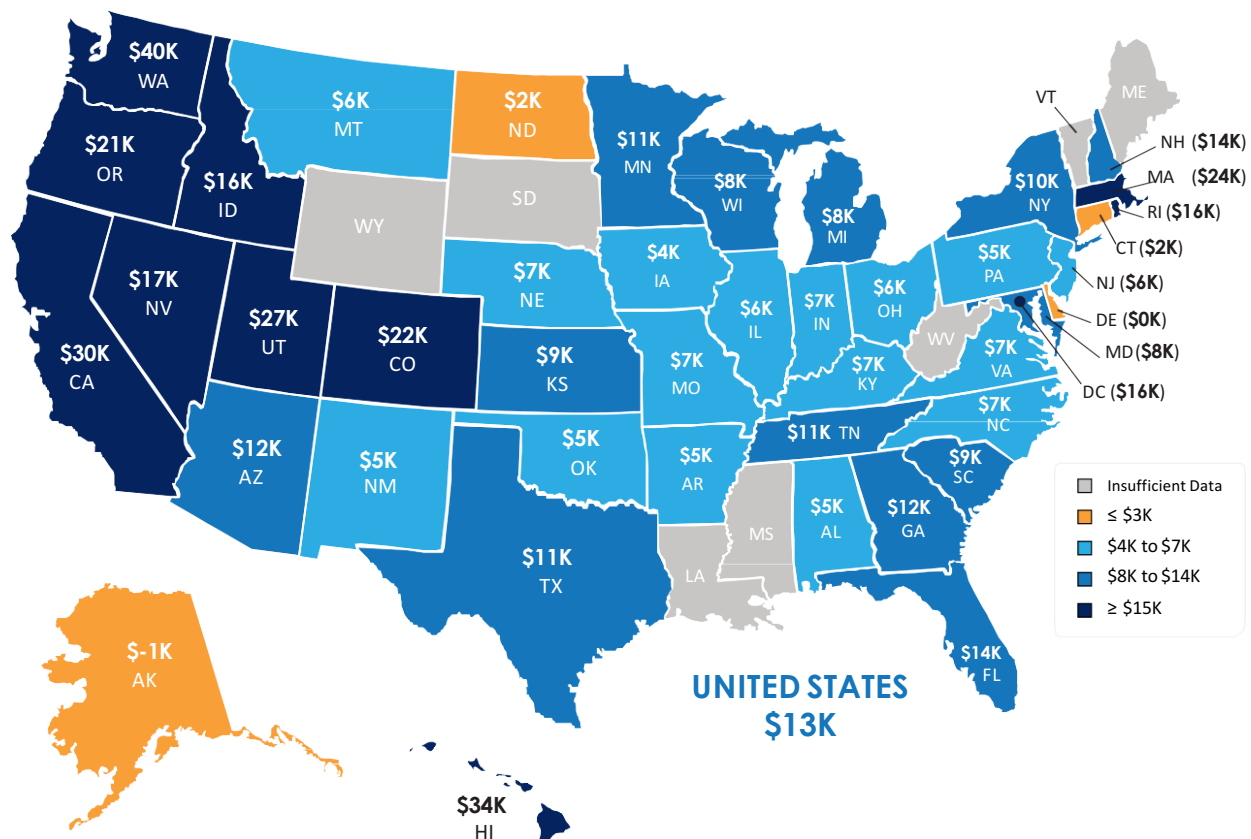 $40K
WA
$21K
OR
$16K
ID
$6K
MT
$2K
ND
SD
WY
$11K
MN
$8K
WI
$8K
MI
$10K
NY
VT
ME
NH ($14K)
MA ($24K)
RI ($16K)
CT ($2K)
NJ ($6K)
DE ($0K)
MD ($8K)
DC ($16K)
$30K
CA
$17K
NV
$27K
UT
$22K
CO
$7K
NE
$9K
KS
$4K
IA
$7K
MO
$6K
IL
$7K
IN
$6K
OH
$5K
PA
WV
$7K
VA
$7K
KY
$7K
NC
$11K TN
$9K
SC
$12K
AZ
$5K
NM
$5K
OK
$5K
AR
$11K
TX
LA
MS
$5K
AL
$12K
GA
$14K
FL
$-1K
AK
$34K
HI
UNITED STATES
$13K
Insufficient Data
≤ $3K
$4K to $7K
$8K to $14K
≥ $15K